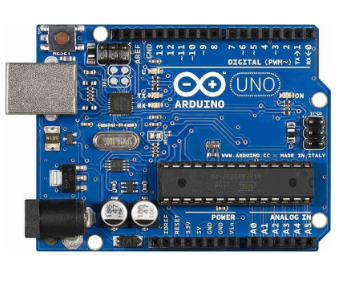 RESET
AREF
GND
13
12
~11
~10
~9
8
7
~6
~5
4
~3
2
TX→1
RX←0
DIGITAL (PWM~)
UNO
TX
RX
ARDUINO
ON
ICSP
WWW.ARDUINO.CC - MADE IN ITALY
IOREF
RESET
3.3V
5V
GND
GND
Vin
POWER
A0
A1
A2
A3
A4
A5
ANALOG IN